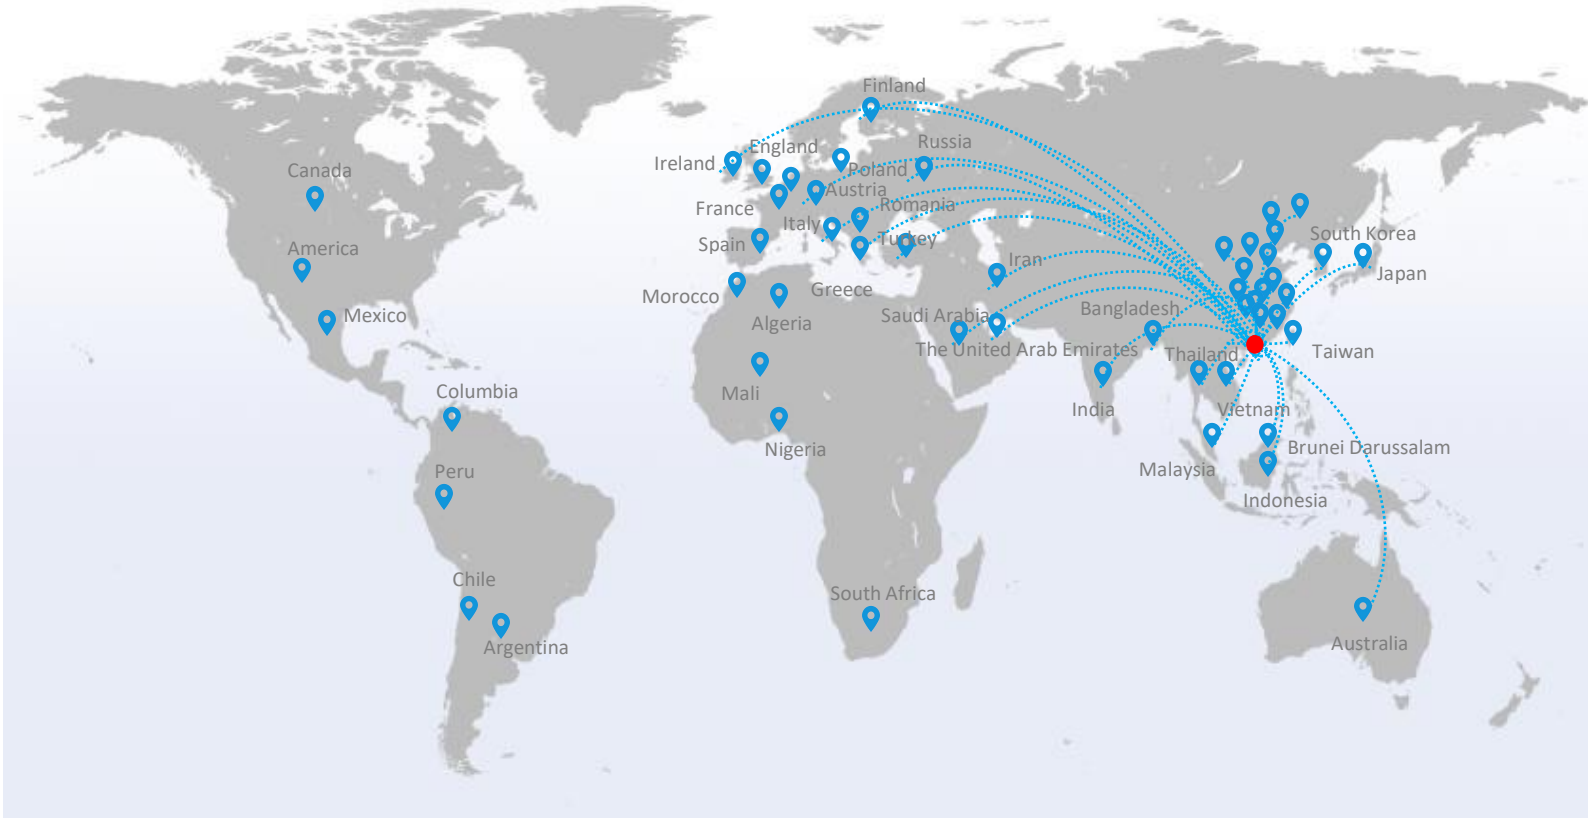 Finland
England
Russia
Ireland
Poland
Canada
Austria
France
Romania
Italy
South Korea
Spain
Turkey
America
Iran
Japan
Morocco
Greece
Mexico
Algeria
Saudi Arabia
Bangladesh
The United Arab Emirates
Thailand
Taiwan
Columbia
Mali
India
Vietnam
Nigeria
Brunei Darussalam
Peru
Malaysia
Indonesia
Chile
South Africa
Argentina
Australia